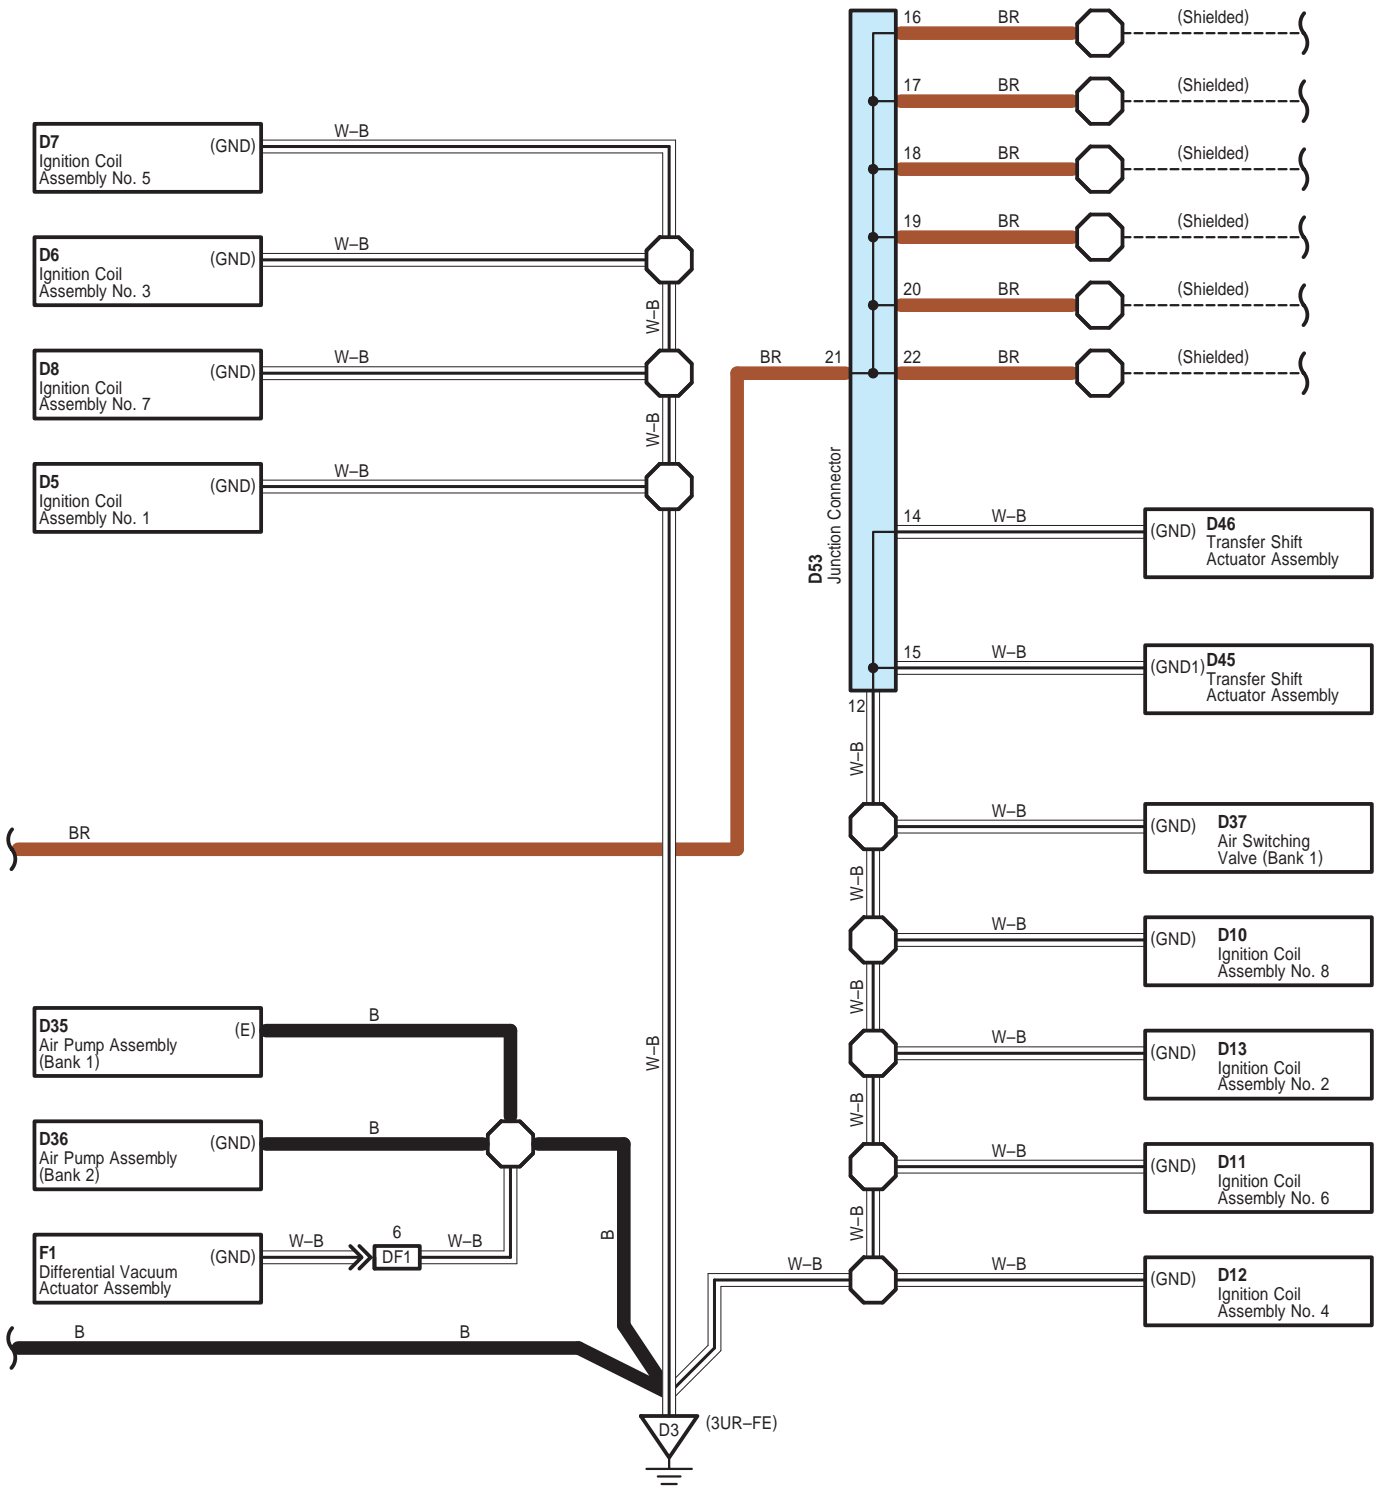 16 BR (Shielded)
17 BR (Shielded)
W–B
D7 (GND)
Ignition Coil
Assembly No. 5
18 BR (Shielded)
19 BR (Shielded)
W–B
D6 (GND)
Ignition Coil
Assembly No. 3
20 BR (Shielded)
W–B
W–B
BR 21
22 BR (Shielded)
D8 (GND)
Ignition Coil
Assembly No. 7
W–B
W–B
D5 (GND)
Ignition Coil
Assembly No. 1
D53
Junction Connector
14 W–B
(GND) D46
Transfer Shift
Actuator Assembly
15 W–B
(GND1) D45
Transfer Shift
Actuator Assembly
12
W–B
W–B
(GND) D37
Air Switching
Valve (Bank 1)
BR
W–B
W–B
(GND) D10
Ignition Coil
Assembly No. 8
W–B
W–B
(GND) D13
Ignition Coil
Assembly No. 2
B
D35 (E)
Air Pump Assembly
(Bank 1)
W–B
W–B
B
D36 (GND)
Air Pump Assembly
(Bank 2)
W–B
(GND) D11
Ignition Coil
Assembly No. 6
W–B
B
W–B 6 W–B
F1 (GND)
DF1
Differential Vacuum
Actuator Assembly
W–B W–B
(GND) D12
Ignition Coil
Assembly No. 4
B B
D3 (3UR–FE)